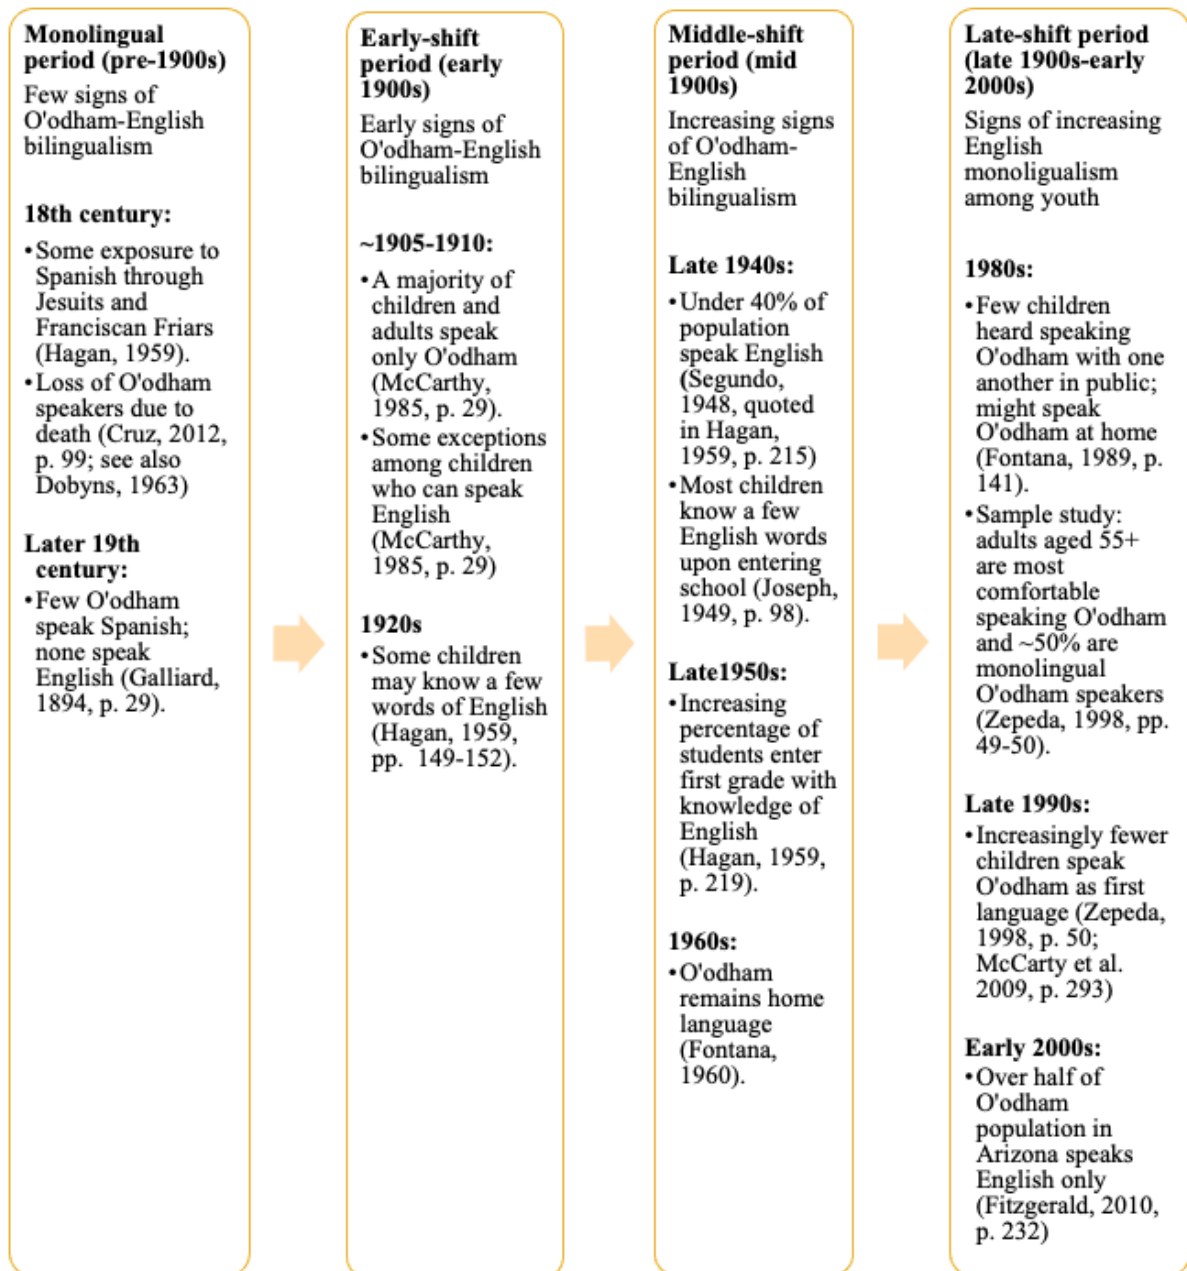 Monolingual
period (pre-1900s)
Few signs of
O'odham-English
bilingualism
18th century:
•Some exposure to
Spanish through
Jesuits and
Franciscan Friars
(Hagan, 1959).
•Loss of O'odham
speakers due to
death (Cruz, 2012,
p. 99; see also
Dobyns, 1963)
Later 19th
century:
•Few O'odham
speak Spanish;
none speak
English (Galliard,
1894, p. 29).
Early-shift
period (early
1900s)
Early signs of
O'odham-English
bilingualism
~1905-1910:
•A majority of
children and
adults speak
only O'odham
(McCarthy,
1985, p. 29).
•Some exceptions
among children
who can speak
English
(McCarthy,
1985, p. 29)
1920s
•Some children
may know a few
words of English
(Hagan, 1959,
pp. 149-152).
Middle-shift
period (mid
1900s)
Increasing signs
of O'odham-
English
bilingualism
Late 1940s:
•Under 40% of
population
speak English
(Segundo,
1948, quoted
in Hagan,
1959, p. 215)
•Most children
know a few
English words
upon entering
school (Joseph,
1949, p. 98).
Late1950s:
•Increasing
percentage of
students enter
first grade with
knowledge of
English
(Hagan, 1959,
p. 219).
1960s:
•O'odham
remains home
language
(Fontana,
1960).
Late-shift period
(late 1900s-early
2000s)
Signs of increasing
English
monoligualism
among youth
1980s:
•Few children
heard speaking
O'odham with one
another in public;
might speak
O'odham at home
(Fontana, 1989, p.
141).
•Sample study:
adults aged 55+
are most
comfortable
speaking O'odham
and ~50% are
monolingual
O'odham speakers
(Zepeda, 1998, pp.
49-50).
Late 1990s:
•Increasingly fewer
children speak
O'odham as first
language (Zepeda,
1998, p. 50;
McCarty et al.
2009, p. 293)
Early 2000s:
•Over half of
O'odham
population in
Arizona speaks
English only
(Fitzgerald, 2010,
p. 232)